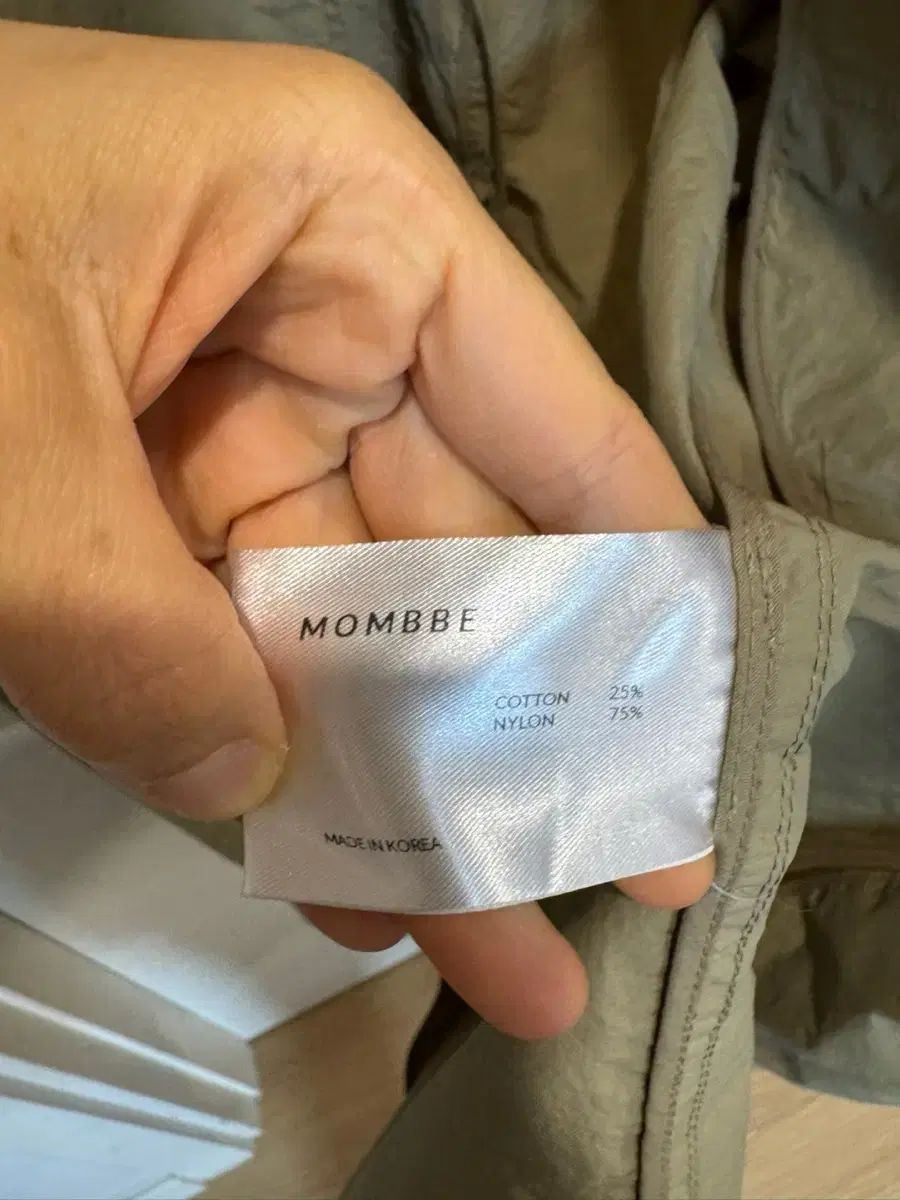 MOMBBE
COTTON 25%
NYLON 75%
MADE IN KOREA